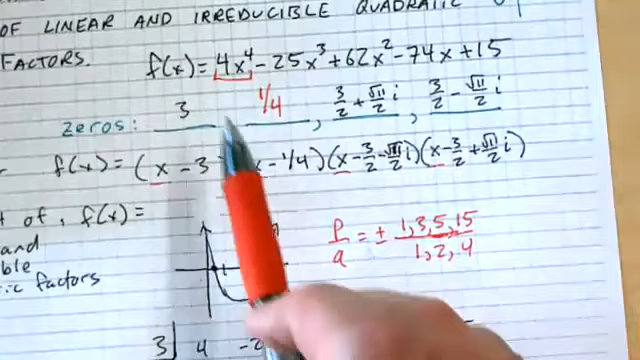 OF LINEAR AND IRREDUCIBLE QUADRATIC
FACTORS.
f(x) = 4x⁴ - 25x³ + 62x² - 74x + 15
zeros: 3 1/4, 3/2 + √11/2 i, 3/2 - √11/2 i
f(x) = (x - 3) x - 1/4)(x - 3/2 - √11/2 i)(x - 3/2 + √11/2 i)
t of, f(x) =
and
ble
ic factors
p/q = ± 1,3,5,15/1,2,4
3 4 -2